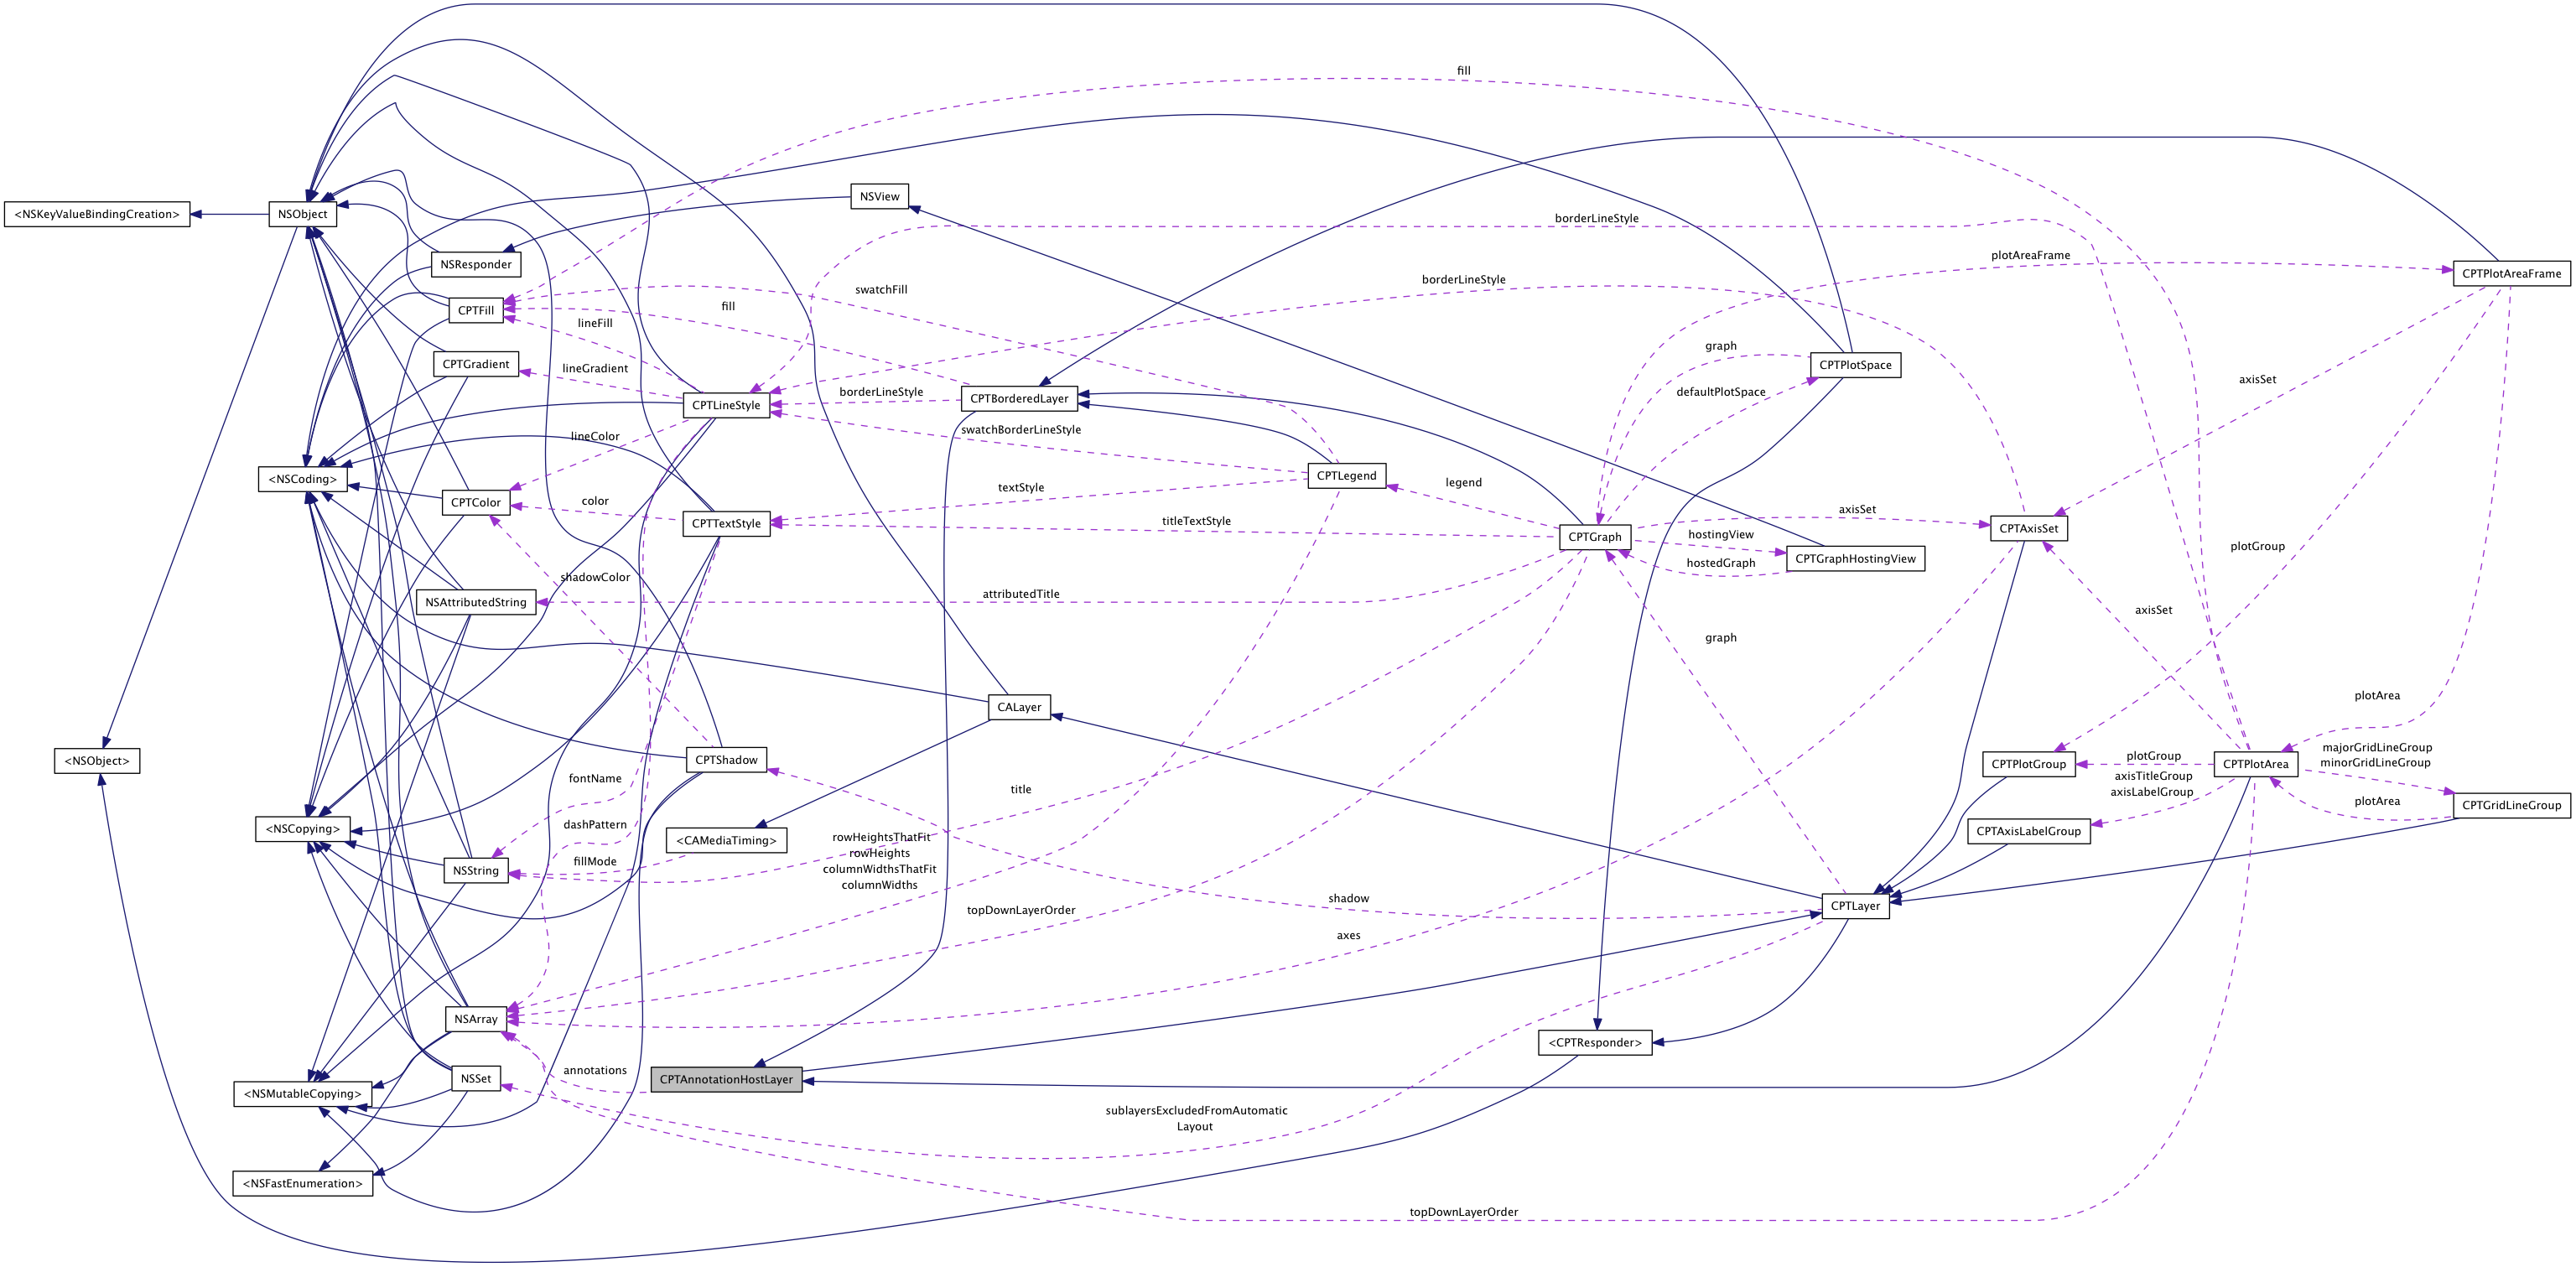 fill
<NSKeyValueBindingCreation>
NSObject
NSView
borderLineStyle
NSResponder
plotAreaFrame
CPTPlotAreaFrame
borderLineStyle
swatchFill
CPTFill
fill
lineFill
graph
CPTPlotSpace
CPTGradient
lineGradient
axisSet
borderLineStyle
defaultPlotSpace
CPTLineStyle
CPTBorderedLayer
swatchBorderLineStyle
lineColor
<NSCoding>
CPTLegend
legend
textStyle
CPTColor
color
axisSet
CPTTextStyle
titleTextStyle
CPTAxisSet
CPTGraph
hostingView
plotGroup
CPTGraphHostingView
hostedGraph
shadowColor
attributedTitle
NSAttributedString
axisSet
graph
plotArea
CALayer
majorGridLineGroup
minorGridLineGroup
<NSObject>
CPTShadow
plotGroup
CPTPlotGroup
CPTPlotArea
fontName
axisTitleGroup
axisLabelGroup
title
plotArea
CPTGridLineGroup
<NSCopying>
dashPattern
CPTAxisLabelGroup
<CAMediaTiming>
rowHeightsThatFit
rowHeights
columnWidthsThatFit
columnWidths
fillMode
NSString
shadow
CPTLayer
topDownLayerOrder
axes
NSArray
<CPTResponder>
annotations
NSSet
CPTAnnotationHostLayer
<NSMutableCopying>
sublayersExcludedFromAutomatic
Layout
<NSFastEnumeration>
topDownLayerOrder